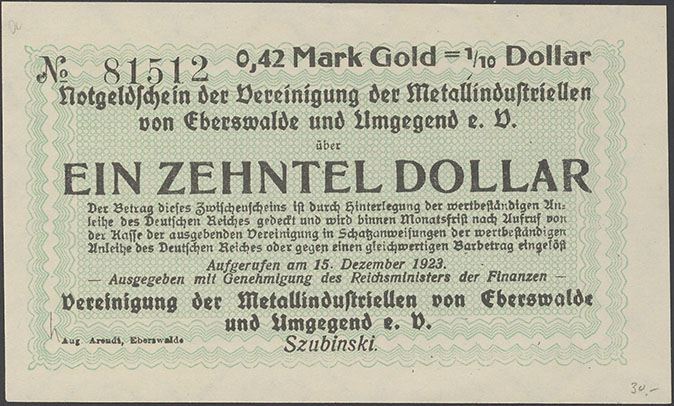 0,42 Mark Gold = 1/10 Dollar
№ 81512
Notgeldschein der Vereinigung der Metallindustriellen
von Eberswalde und Umgegend e. V.
über
EIN ZEHNTEL DOLLAR
Der Betrag dieses Zwischenscheins ist durch Hinterlegung der wertbeständigen An-
leihe des Deutschen Reiches gedeckt und wird binnen Monatsfrist nach Aufruf von
der Kasse der ausgebenden Vereinigung in Schatzanweisungen der wertbeständigen
Anleihe des Deutschen Reiches oder gegen einen gleichwertigen Barbetrag eingelöst
Aufgerufen am 15. Dezember 1923.
— Ausgegeben mit Genehmigung des Reichsministers der Finanzen —
Vereinigung der Metallindustriellen von Eberswalde
und Umgegend e. V.
Aug Arendt, Eberswalde
Szubinski.
30,-